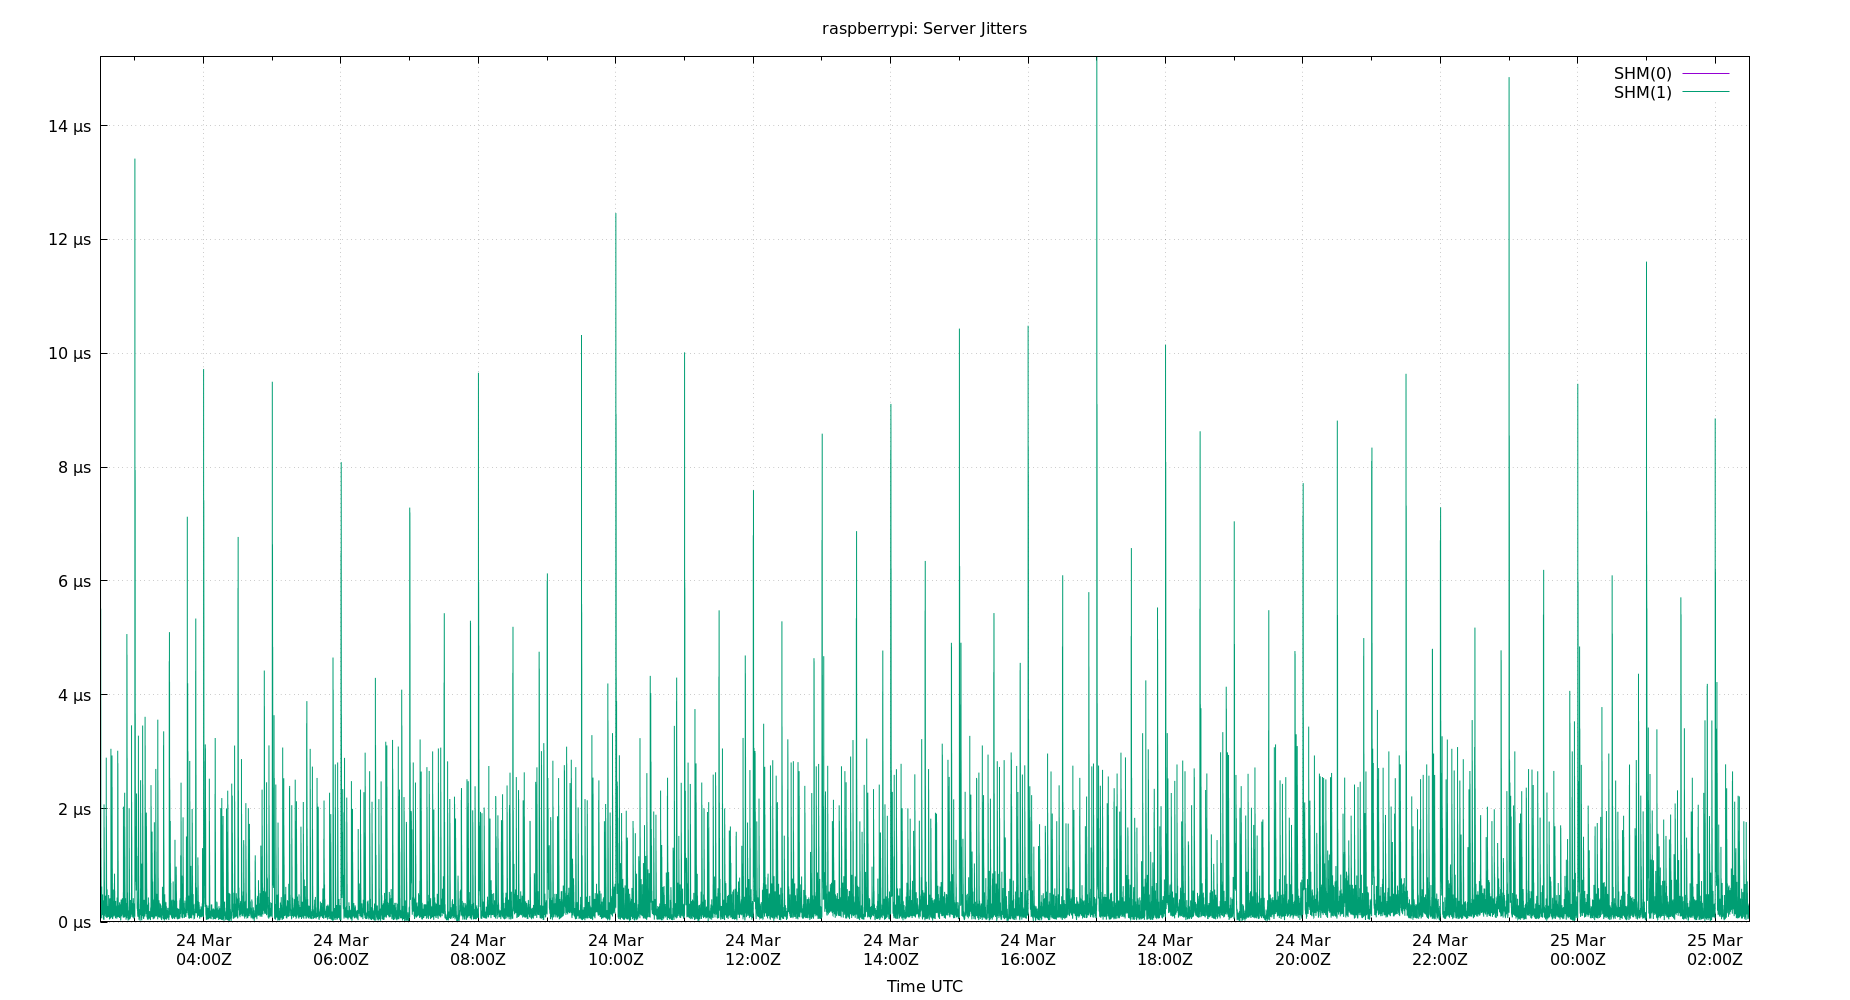 raspberrypi: Server Jitters
SHM(0)
SHM(1)
14 µs
12 µs
10 µs
8 µs
6 µs
4 µs
2 µs
0 µs
24 Mar 24 Mar 24 Mar 24 Mar 24 Mar 24 Mar 24 Mar 24 Mar 24 Mar 24 Mar 25 Mar 25 Mar
04:00Z 06:00Z 08:00Z 10:00Z 12:00Z 14:00Z 16:00Z 18:00Z 20:00Z 22:00Z 00:00Z 02:00Z
Time UTC